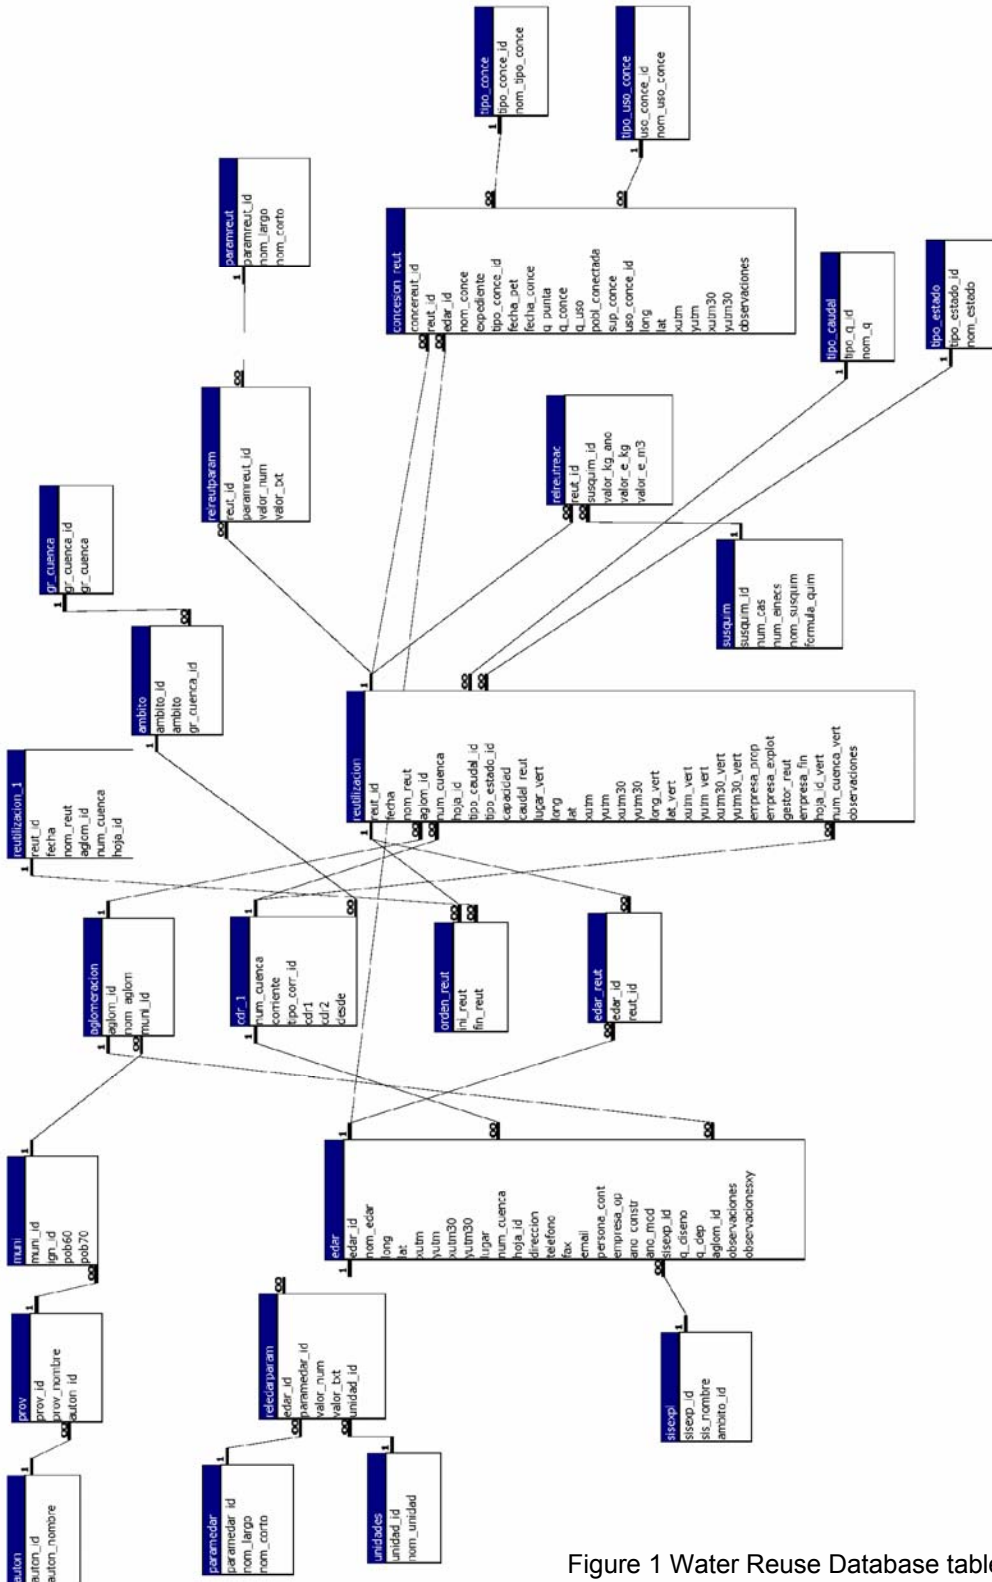 auton
auton_id
auton_nombre
prov
prov_id
prov_nombre
auton_id
muni
muni_id
ign_id
pob60
pob70
aglomeracion
aglom_id
nom_aglom
muni_id
reutilizacion_1
reut_id
fecha
nom_reut
aglom_id
num_cuenca
hoja_id
gr_cuenca
gr_cuenca_id
gr_cuenca
ambito
ambito_id
ambito
gr_cuenca_id
paramedar
paramedar_id
nom_largo
nom_corto
unidades
unidad_id
nom_unidad
reledarparam
edar_id
paramedar_id
valor_num
valor_txt
unidad_id
edar
edar_id
nom_edar
long
lat
xutm
yutm
xutm30
yutm30
lugar
num_cuenca
hoja_id
direccion
telefono
fax
email
persona_cont
empresa_op
ano_constr
ano_mod
sisexp_id
q_diseno
q_dep
aglom_id
observaciones
observacionesxy
sisexpl
sisexp_id
sis_nombre
ambito_id
cdr_1
num_cuenca
corriente
tipo_corr_id
cdr1
cdr2
desde
orden_reut
ini_reut
fin_reut
edar_reut
edar_id
reut_id
reutilizacion
reut_id
fecha
nom_reut
aglom_id
num_cuenca
hoja_id
tipo_caudal_id
tipo_estado_id
capacidad
caudal_reut
lugar_vert
long
lat
xutm
yutm
xutm30
yutm30
long_vert
lat_vert
xutm_vert
yutm_vert
xutm30_vert
yutm30_vert
empresa_prop
empresa_explot
gestor_reut
empresa_fin
hoja_id_vert
num_cuenca_vert
observaciones
relreutparam
reut_id
paramreut_id
valor_num
valor_txt
paramreut
paramreut_id
nom_largo
nom_corto
concesion_reut
concereut_id
reut_id
edar_id
nom_conce
expediente
tipo_conce_id
fecha_pet
fecha_conce
q_punta
q_conce
q_uso
pobl_conectada
sup_conce
uso_conce_id
long
lat
xutm
yutm
xutm30
yutm30
observaciones
tipo_conce
tipo_conce_id
nom_tipo_conce
tipo_uso_conce
uso_conce_id
nom_uso_conce
relreutreac
reut_id
susquim_id
valor_kg_ano
valor_e_kg
valor_e_m3
susquim
susquim_id
num_cas
num_einecs
nom_susquim
formula_quim
tipo_caudal
tipo_q_id
nom_q
tipo_estado
tipo_estado_id
nom_estado
Figure 1 Water Reuse Database table